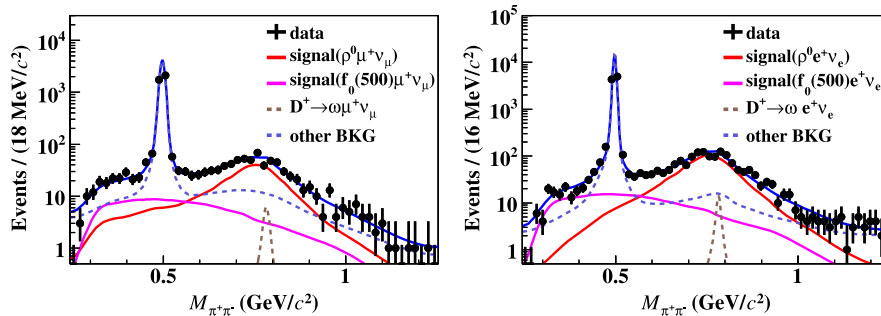 Events / (18 MeV/c²)
10⁴
10³
10²
10
1
data
signal(ρ⁰μ⁺ν_μ)
signal(f₀(500)μ⁺ν_μ)
D⁺→ωμ⁺ν_μ
other BKG
0.5
1
M_π⁺π⁻ (GeV/c²)
Events / (16 MeV/c²)
10⁵
10⁴
10³
10²
10
1
data
signal(ρ⁰e⁺ν_e)
signal(f₀(500)e⁺ν_e)
D⁺→ω e⁺ν_e
other BKG
0.5
1
M_π⁺π⁻ (GeV/c²)